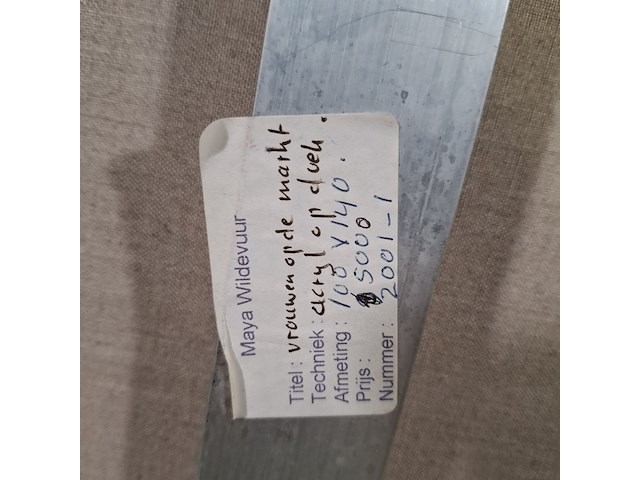 Maya Wildevuur
Titel: vrouwen op de markt
Techniek: acryl op doek.
Afmeting: 100 x 140.
Prijs: 5000
Nummer: 2001-1